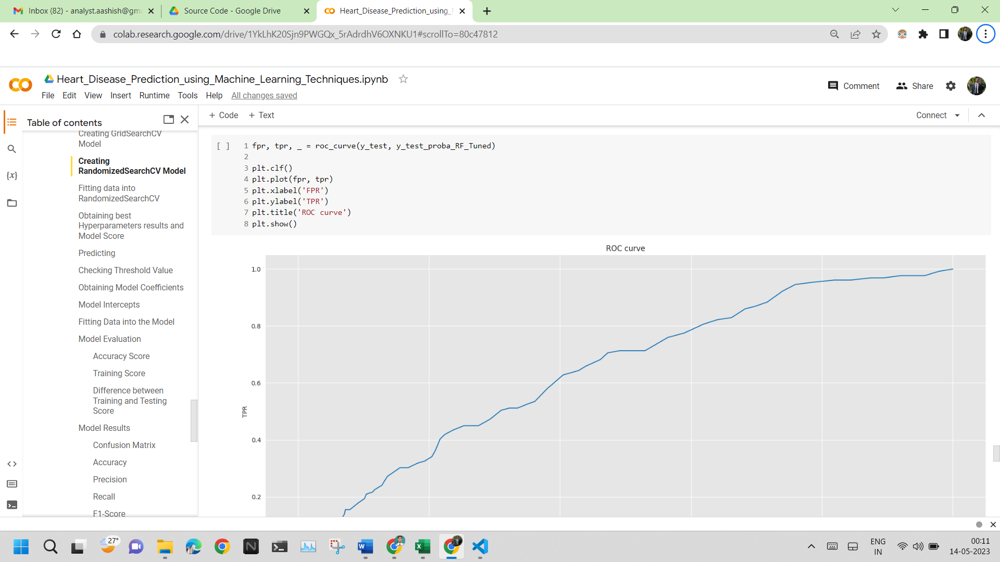 Inbox (82) - analyst.aashish@gm
Source Code - Google Drive
Heart_Disease_Prediction_using_
colab.research.google.com/drive/1YkLhK20Sjn9PWGQx_5rAdrdhV6OXNKU1#scrollTo=80c47812
Heart_Disease_Prediction_using_Machine_Learning_Techniques.ipynb
File Edit View Insert Runtime Tools Help All changes saved
Comment
Share
Table of contents
+ Code + Text
Connect
Creating GridSearchCV
Model
Creating
RandomizedSearchCV Model
Fitting data into
RandomizedSearchCV
Obtaining best
Hyperparameters results and
Model Score
Predicting
Checking Threshold Value
Obtaining Model Coefficients
Model Intercepts
Fitting Data into the Model
Model Evaluation
Accuracy Score
Training Score
Difference between
Training and Testing
Score
Model Results
Confusion Matrix
Accuracy
Precision
Recall
F1-Score
{x}
[ ]
1 fpr, tpr, _ = roc_curve(y_test, y_test_proba_RF_Tuned)
2
3 plt.clf()
4 plt.plot(fpr, tpr)
5 plt.xlabel('FPR')
6 plt.ylabel('TPR')
7 plt.title('ROC curve')
8 plt.show()
ROC curve
1.0
0.8
0.6
TPR
0.4
0.2
27°
ENG
IN
00:11
14-05-2023